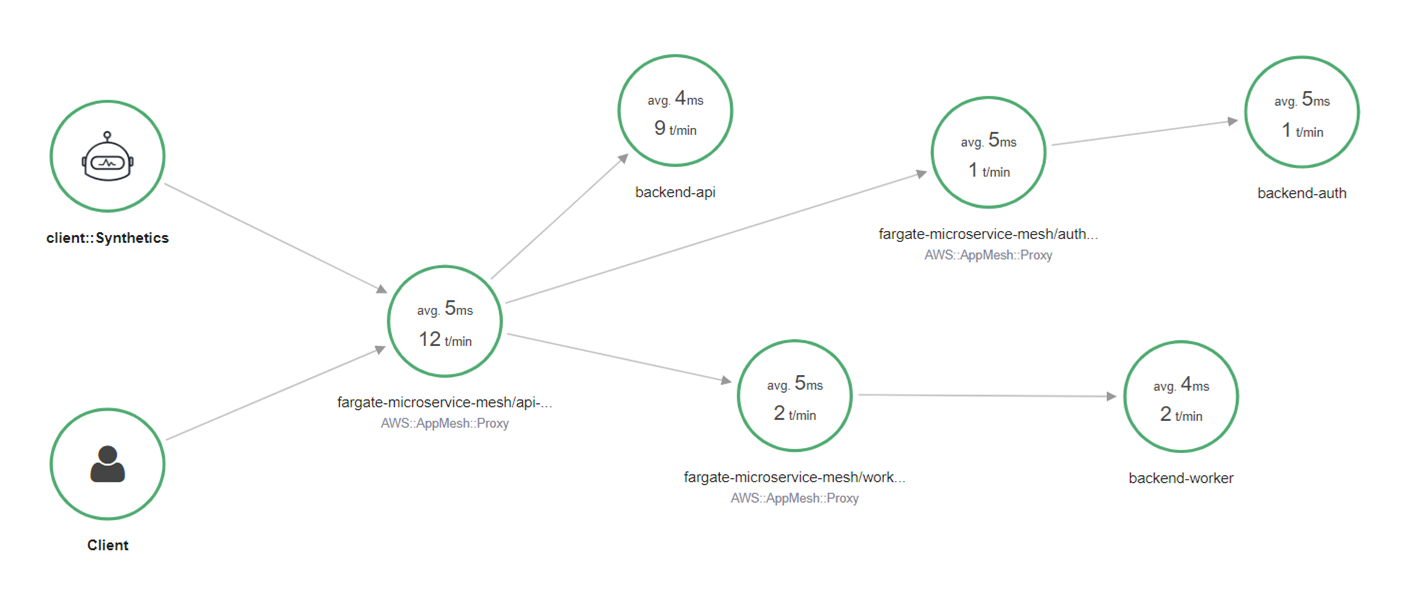 client::Synthetics
Client
avg. 5ms
12 t/min
fargate-microservice-mesh/api-...
AWS::AppMesh::Proxy
avg. 4ms
9 t/min
backend-api
avg. 5ms
1 t/min
fargate-microservice-mesh/auth...
AWS::AppMesh::Proxy
avg. 5ms
1 t/min
backend-auth
avg. 5ms
2 t/min
fargate-microservice-mesh/work...
AWS::AppMesh::Proxy
avg. 4ms
2 t/min
backend-worker